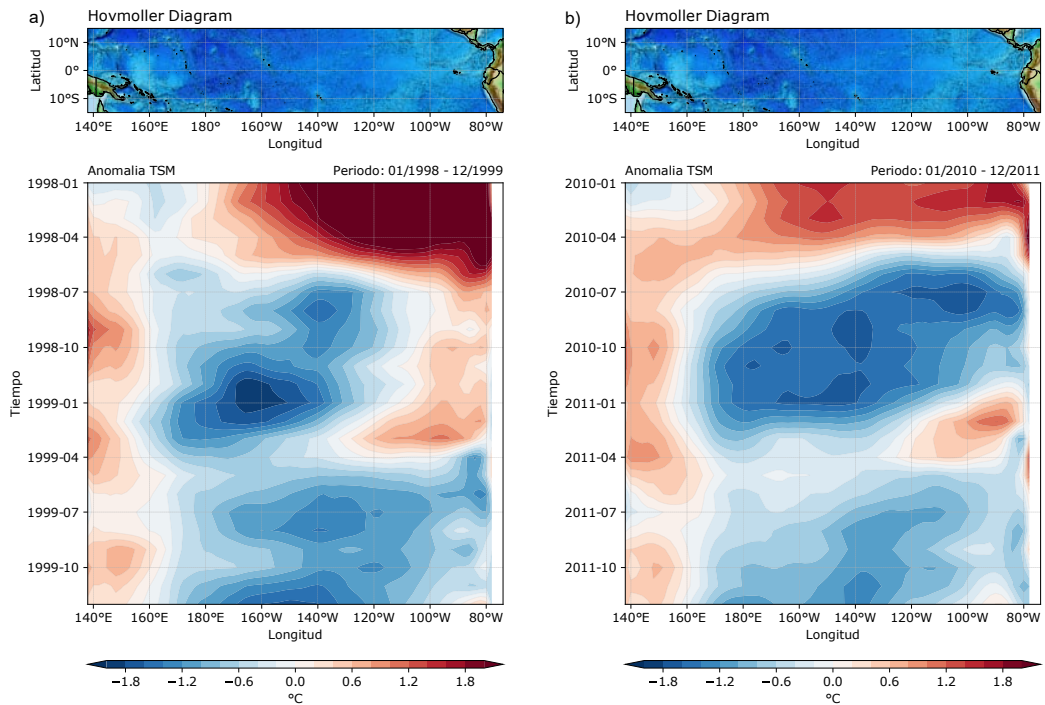 a)
Hovmoller Diagram
10°N
0°
10°S
Latitud
140°E 160°E 180° 160°W 140°W 120°W 100°W 80°W
Longitud
Anomalia TSM Periodo: 01/1998 - 12/1999
1998-01
1998-04
1998-07
1998-10
1999-01
1999-04
1999-07
1999-10
Tiempo
140°E 160°E 180°E 160°W 140°W 120°W 100°W 80°W
Longitud
−1.8 −1.2 −0.6 0.0 0.6 1.2 1.8
°C
b)
Hovmoller Diagram
10°N
0°
10°S
Latitud
140°E 160°E 180° 160°W 140°W 120°W 100°W 80°W
Longitud
Anomalia TSM Periodo: 01/2010 - 12/2011
2010-01
2010-04
2010-07
2010-10
2011-01
2011-04
2011-07
2011-10
Tiempo
140°E 160°E 180°E 160°W 140°W 120°W 100°W 80°W
Longitud
−1.8 −1.2 −0.6 0.0 0.6 1.2 1.8
°C